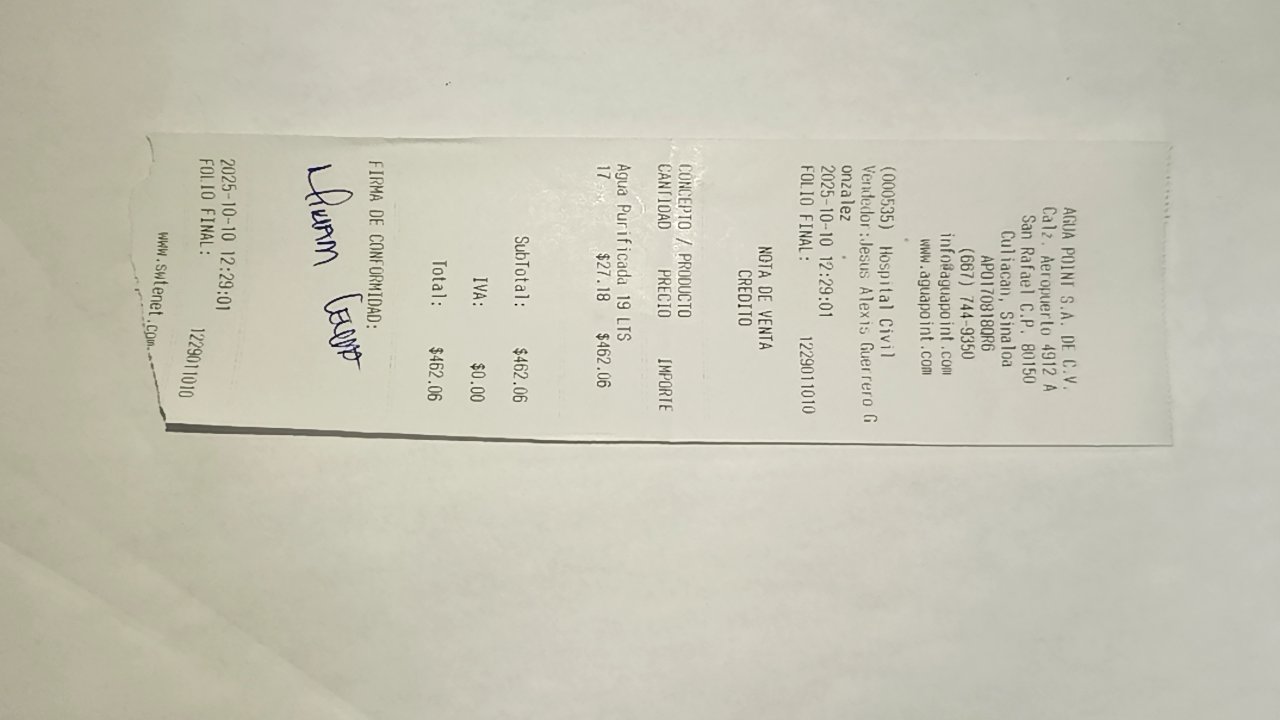 AGUA POINT S.A. DE C.V.
Calz. Aeropuerto 4912 A
San Rafael C.P. 80150
Culiacan, Sinaloa
APO170818QR6
(667) 744-9350
info@aguapoint.com
www.aguapoint.com
(000535) Hospital Civil
Vendedor:Jesus Alexis Guerrero G
onzalez
2025-10-10 12:29:01
FOLIO FINAL: 1229011010
NOTA DE VENTA
CREDITO
CONCEPTO / PRODUCTO
CANTIDAD PRECIO IMPORTE
Agua Purificada 19 LTS
17 $27.18 $462.06
SubTotal: $462.06
IVA: $0.00
Total: $462.06
FIRMA DE CONFORMIDAD:
2025-10-10 12:29:01
FOLIO FINAL: 1229011010
www.swtenet.com